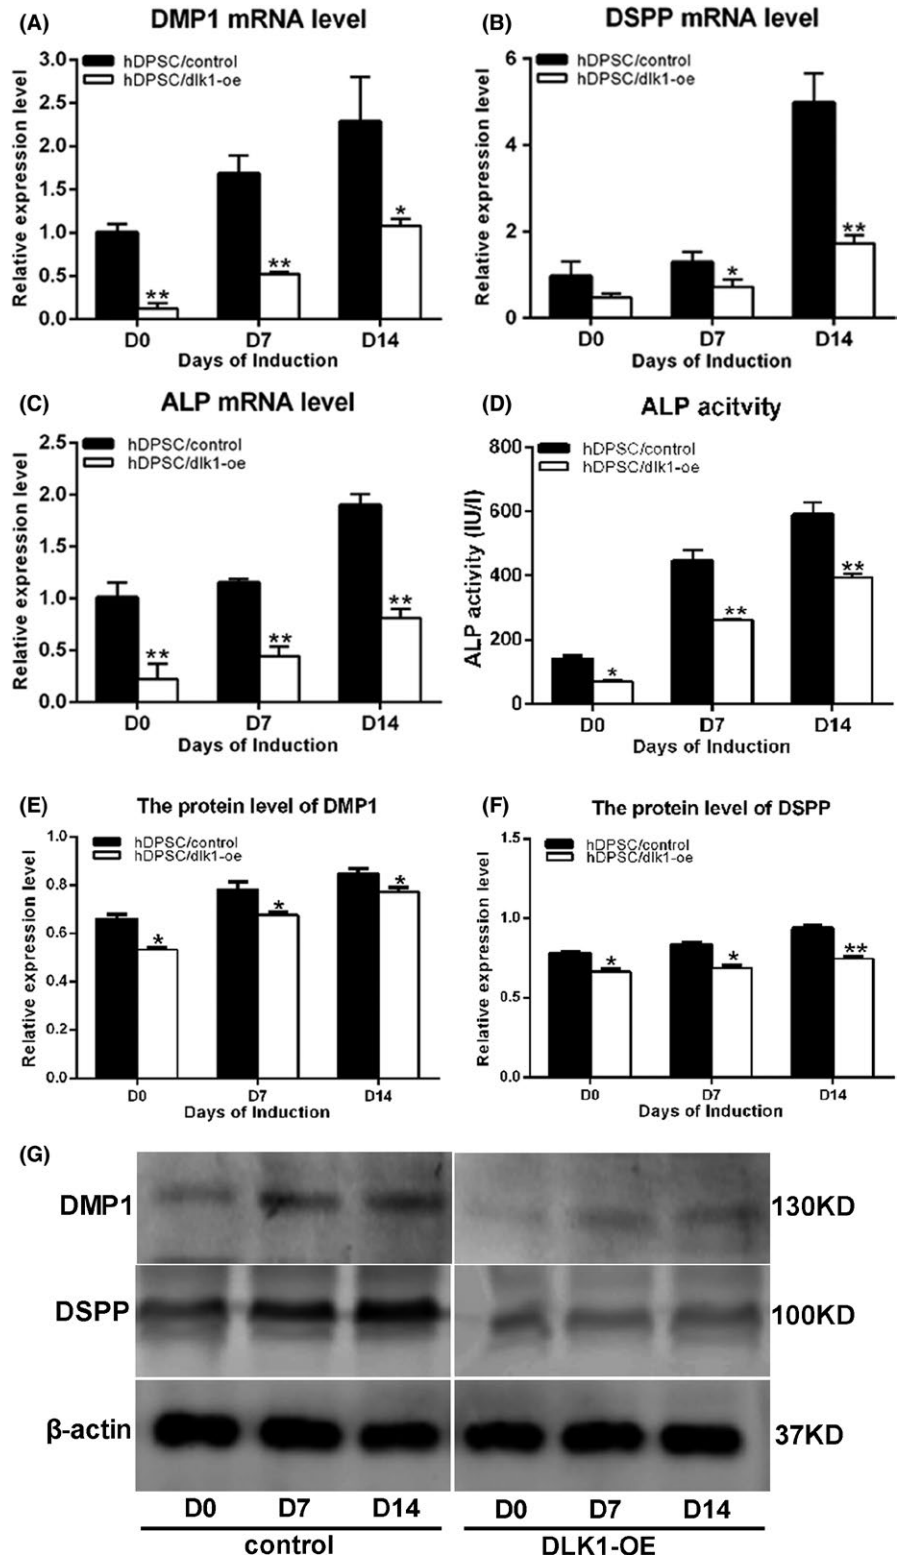 (A) DMP1 mRNA level
hDPSC/control
hDPSC/dlk1-oe
Relative expression level
3.0
2.5
2.0
1.5
1.0
0.5
0.0
** ** *
D0 D7 D14
Days of Induction
(B) DSPP mRNA level
hDPSC/control
hDPSC/dlk1-oe
Relative expression level
6
4
2
0
* **
D0 D7 D14
Days of Induction
(C) ALP mRNA level
hDPSC/control
hDPSC/dlk1-oe
Relative expression level
2.5
2.0
1.5
1.0
0.5
0.0
** ** **
D0 D7 D14
Days of Induction
(D) ALP acitvity
hDPSC/control
hDPSC/dlk1-oe
ALP activity (IU/l)
800
600
400
200
0
* ** **
D0 D7 D14
Days of Induction
(E) The protein level of DMP1
hDPSC/control
hDPSC/dlk1-oe
Relative expression level
1.0
0.8
0.6
0.4
0.2
0.0
* * *
D0 D7 D14
Days of Induction
(F) The protein level of DSPP
hDPSC/control
hDPSC/dlk1-oe
Relative expression level
1.5
1.0
0.5
0.0
* * **
D0 D7 D14
Days of Induction
(G)
DMP1 130KD
DSPP 100KD
β-actin 37KD
D0 D7 D14 D0 D7 D14
control DLK1-OE